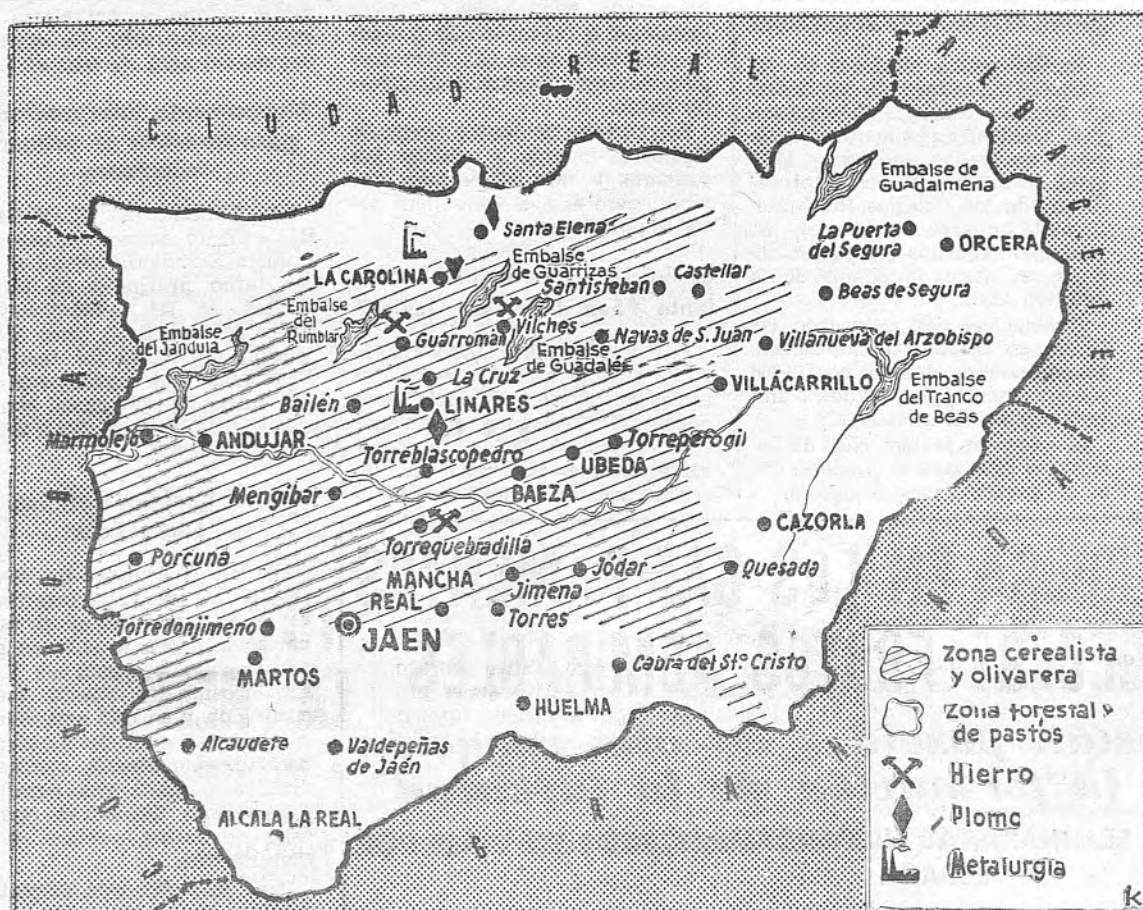 CIUDAD REAL
ALBACETE
Embalse de
Guadalmena
Santa Elena
La Puerta
del Segura
ORCERA
LA CAROLINA
Embalse
de Guarrizas
Santisteban
Castellar
Beas de Segura
Embalse
del Jandula
Embalse
del
Rumblar
Guarroman
Vilches
Embalse
de Guadalén
Navas de S. Juan
Villanueva del Arzobispo
La Cruz
VILLACARRILLO
Embalse
del Tranco
de Beas
Bailén
LINARES
Marmolejo
ANDUJAR
Torreperogil
Torreblascopedro
UBEDA
BAEZA
Mengibar
CAZORLA
Torrequebradilla
Porcuna
MANCHA
REAL
Jimena
Jódar
Quesada
Torres
Torredonjimeno
JAEN
MARTOS
Cabra del Stº Cristo
HUELMA
Alcaudete
Valdepeñas
de Jaén
ALCALA LA REAL
CORDOBA
GRANADA
Zona cerealista
y olivarera
Zona forestal y
de pastos
Hierro
Plomo
Metalurgia
k